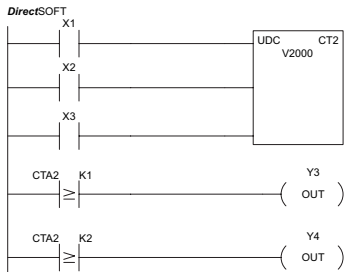 DirectSOFT
X1
UDC CT2
V2000
X2
X3
CTA2 K1
≥
Y3
OUT
CTA2 K2
≥
Y4
OUT